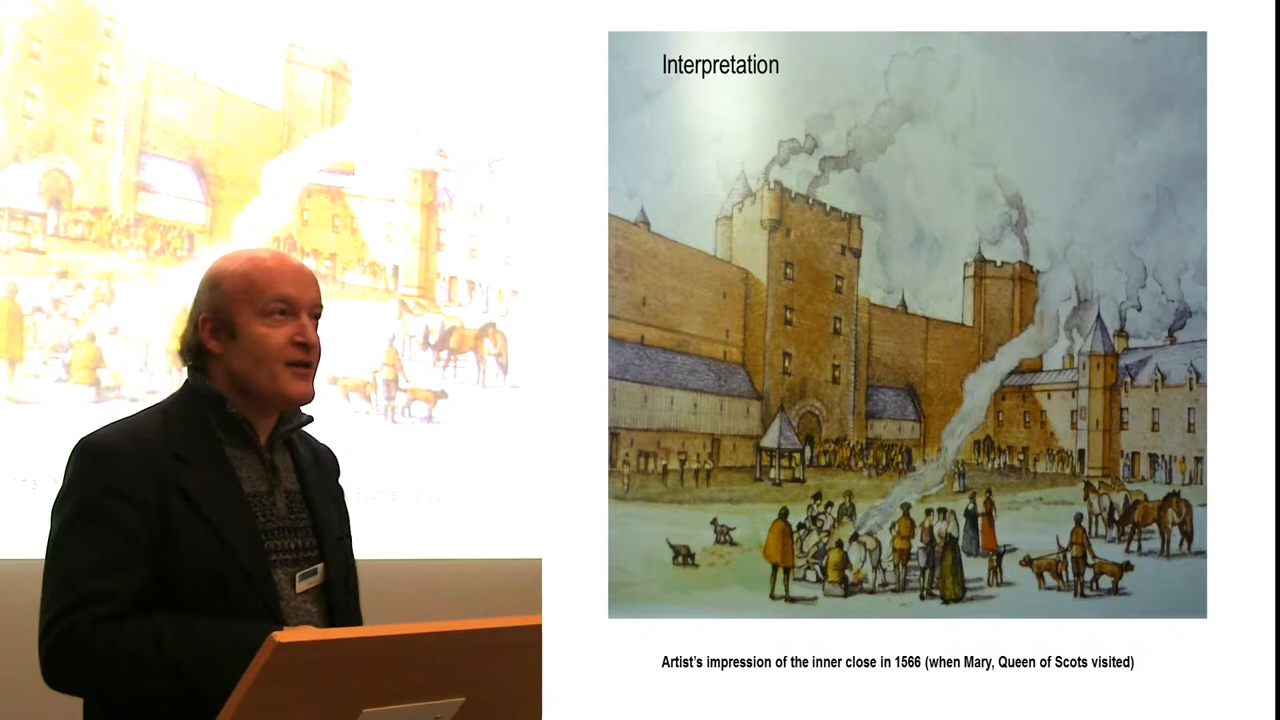 Interpretation
Artist's impression of the inner close in 1566 (when Mary, Queen of Scots visited)